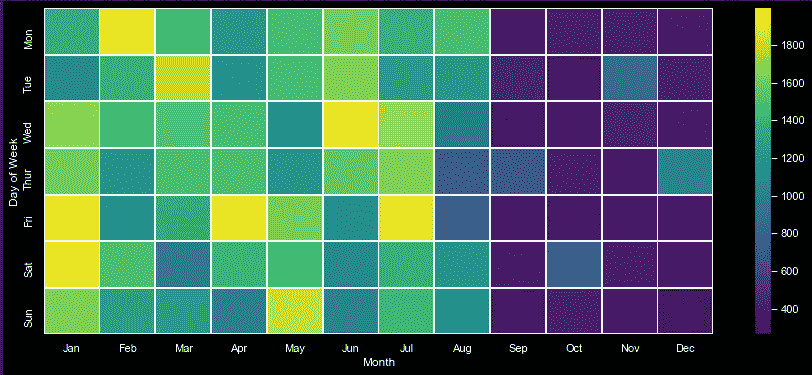 Day of Week
Mon
Tue
Wed
Thur
Fri
Sat
Sun
Jan Feb Mar Apr May Jun Jul Aug Sep Oct Nov Dec
Month
1800
1600
1400
1200
1000
800
600
400